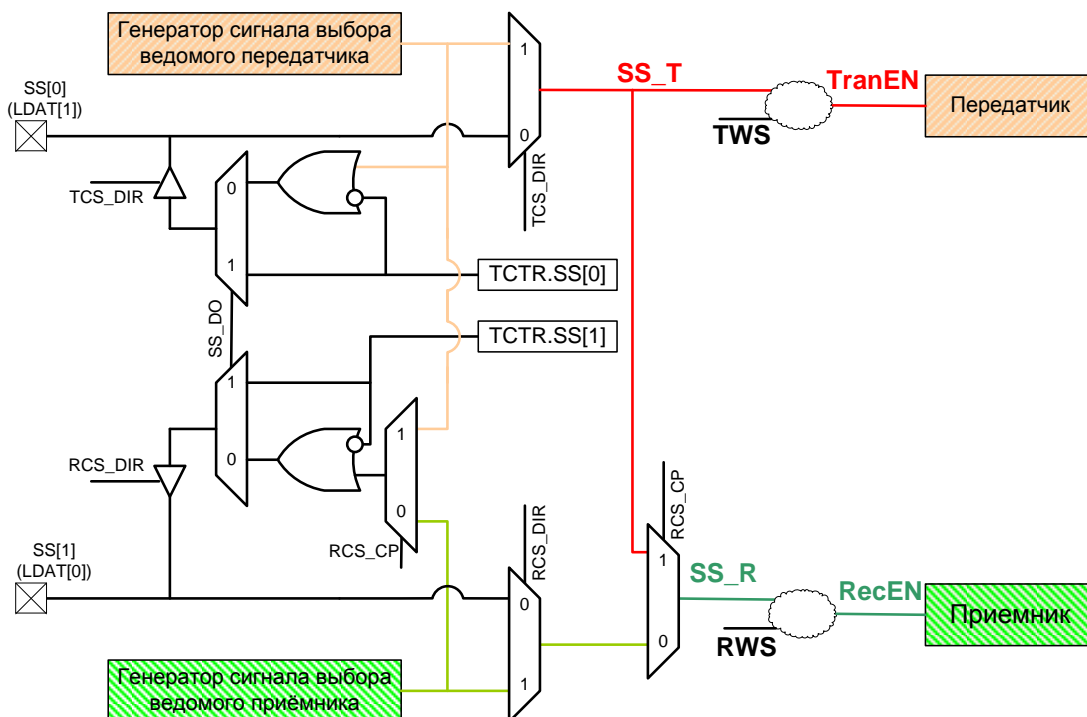 Генератор сигнала выбора
ведомого передатчика
1
SS_T
TranEN
Передатчик
SS[0]
(LDAT[1])
0
TWS
TCS_DIR
TCS_DIR
0
1
TCTR.SS[0]
SS_DO
TCTR.SS[1]
1
0
1
0
RCS_DIR
RCS_CP
RCS_DIR
RCS_CP
SS[1]
(LDAT[0])
0
1
SS_R
RecEN
Приемник
0
RWS
Генератор сигнала выбора
ведомого приёмника
1